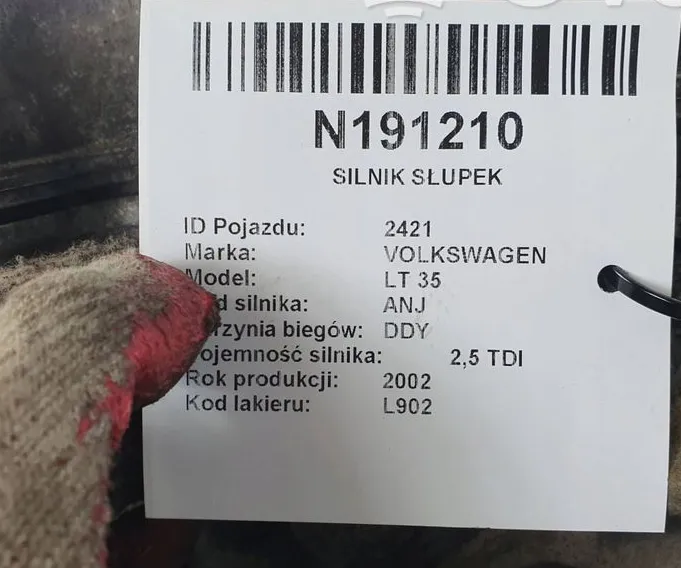 N191210
SILNIK SŁUPEK
ID Pojazdu: 2421
Marka: VOLKSWAGEN
Model: LT 35
silnika: ANJ
biegów: DDY
ojemność silnika: 2,5 TDI
Rok produkcji: 2002
Kod lakieru: L902